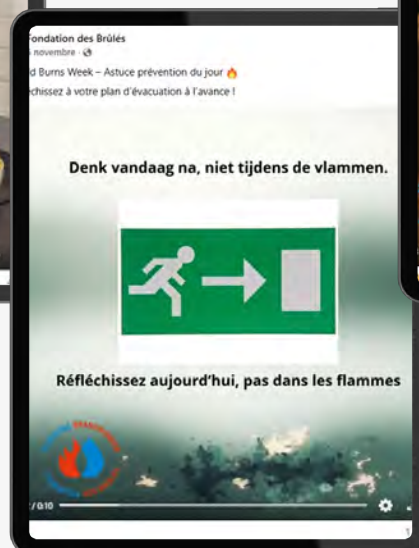 Fondation des Brûlés
novembre
d Burns Week – Astuce prévention du jour 🔥
échissez à votre plan d'évacuation à l'avance !
Denk vandaag na, niet tijdens de vlammen.
Réfléchissez aujourd'hui, pas dans les flammes
/ 0:10